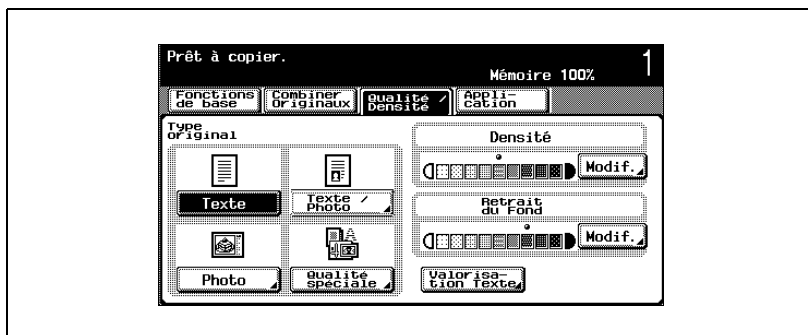 Prêt à copier.
1
Mémoire 100%
Fonctions
de base
Combiner
Originaux
Qualité /
Densité
Appli-
cation
Type
original
Texte
Texte /
Photo
Photo
Qualité
spéciale
Densité
Modif.
Retrait
du Fond
Modif.
Valorisa-
tion Texte